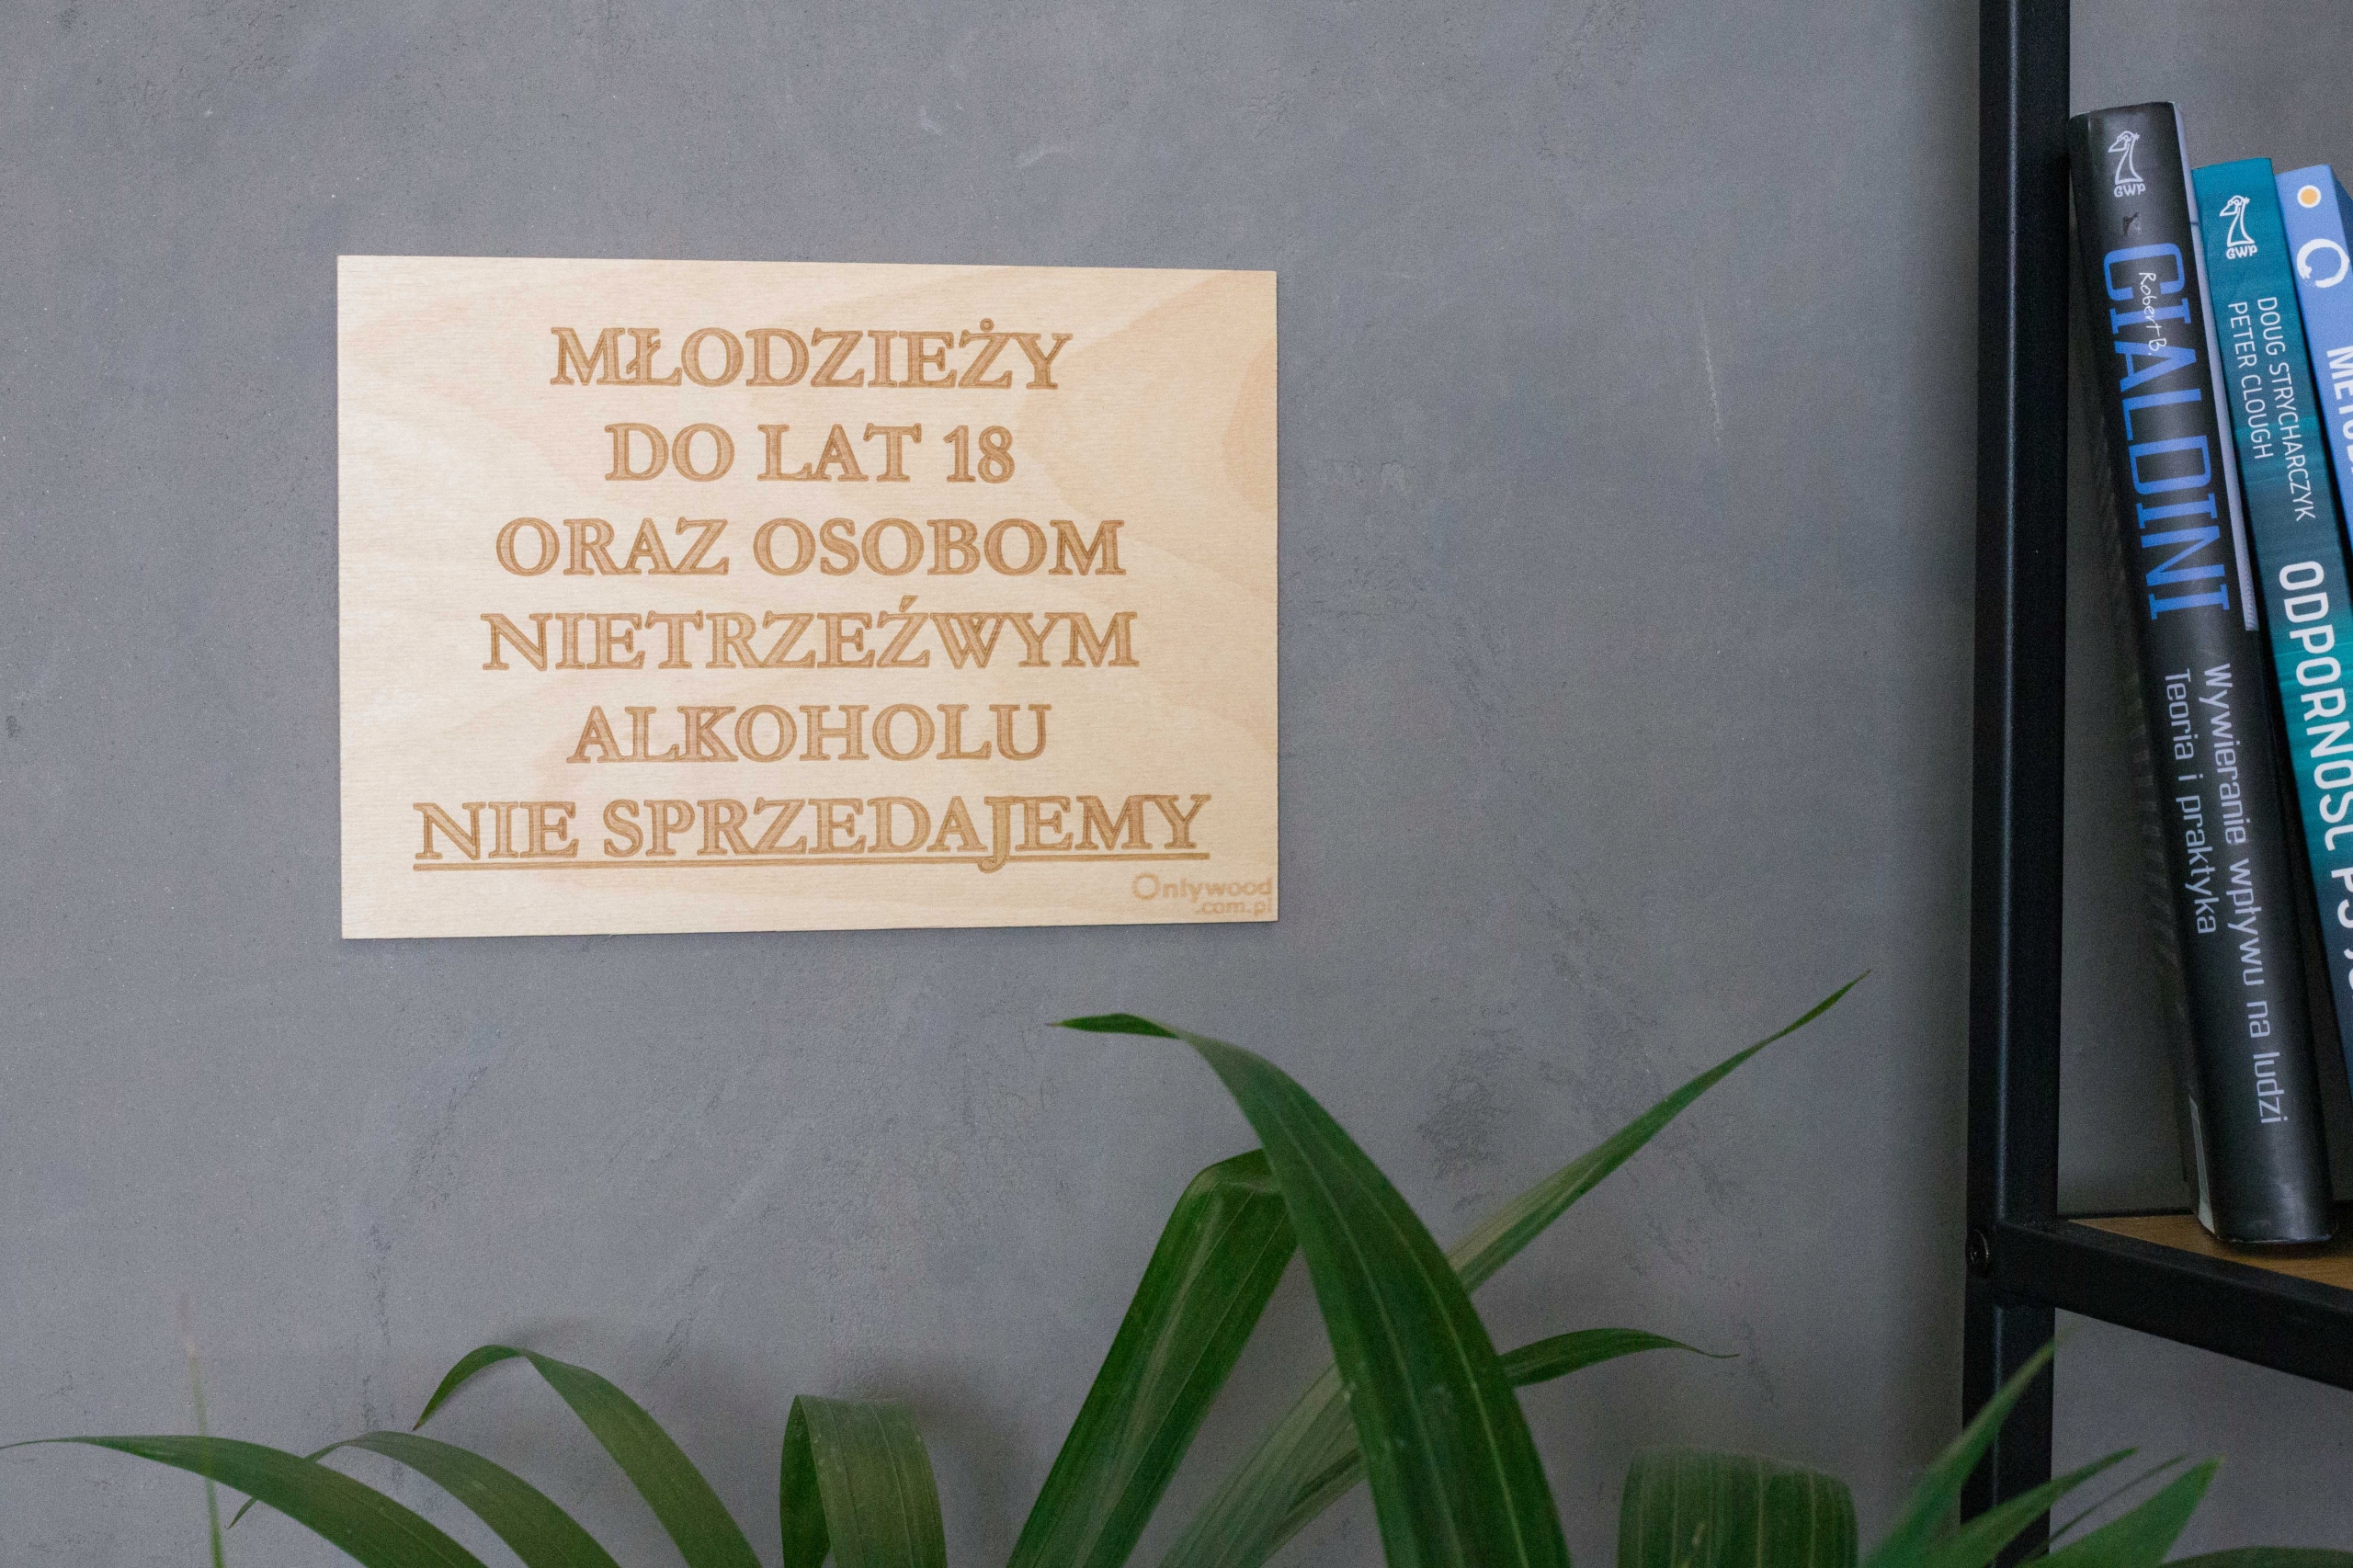 MŁODZIEŻY
DO LAT 18
ORAZ OSOBOM
NIETRZEŹWYM
ALKOHOLU
NIE SPRZEDAJEMY
Onlywood
.com.pl
GWP
Robert B.
CIALDINI
Wywieranie wpływu na ludzi
Teoria i praktyka
GWP
DOUG STRYCHARCZYK
PETER CLOUGH
ODPORNOŚĆ